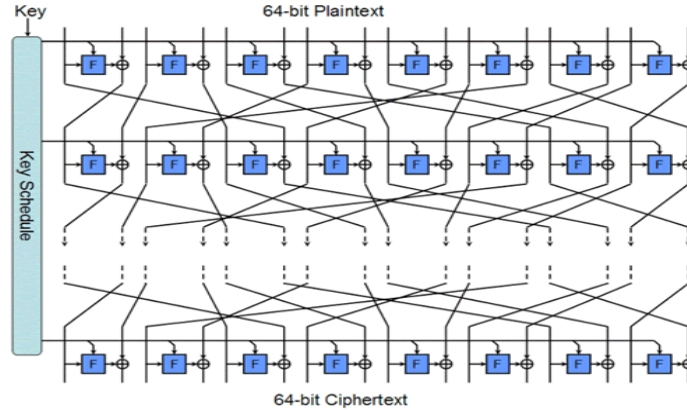 Key
64-bit Plaintext
F F F F F F F F
Key Schedule
F F F F F F F F
F F F F F F F F
64-bit Ciphertext